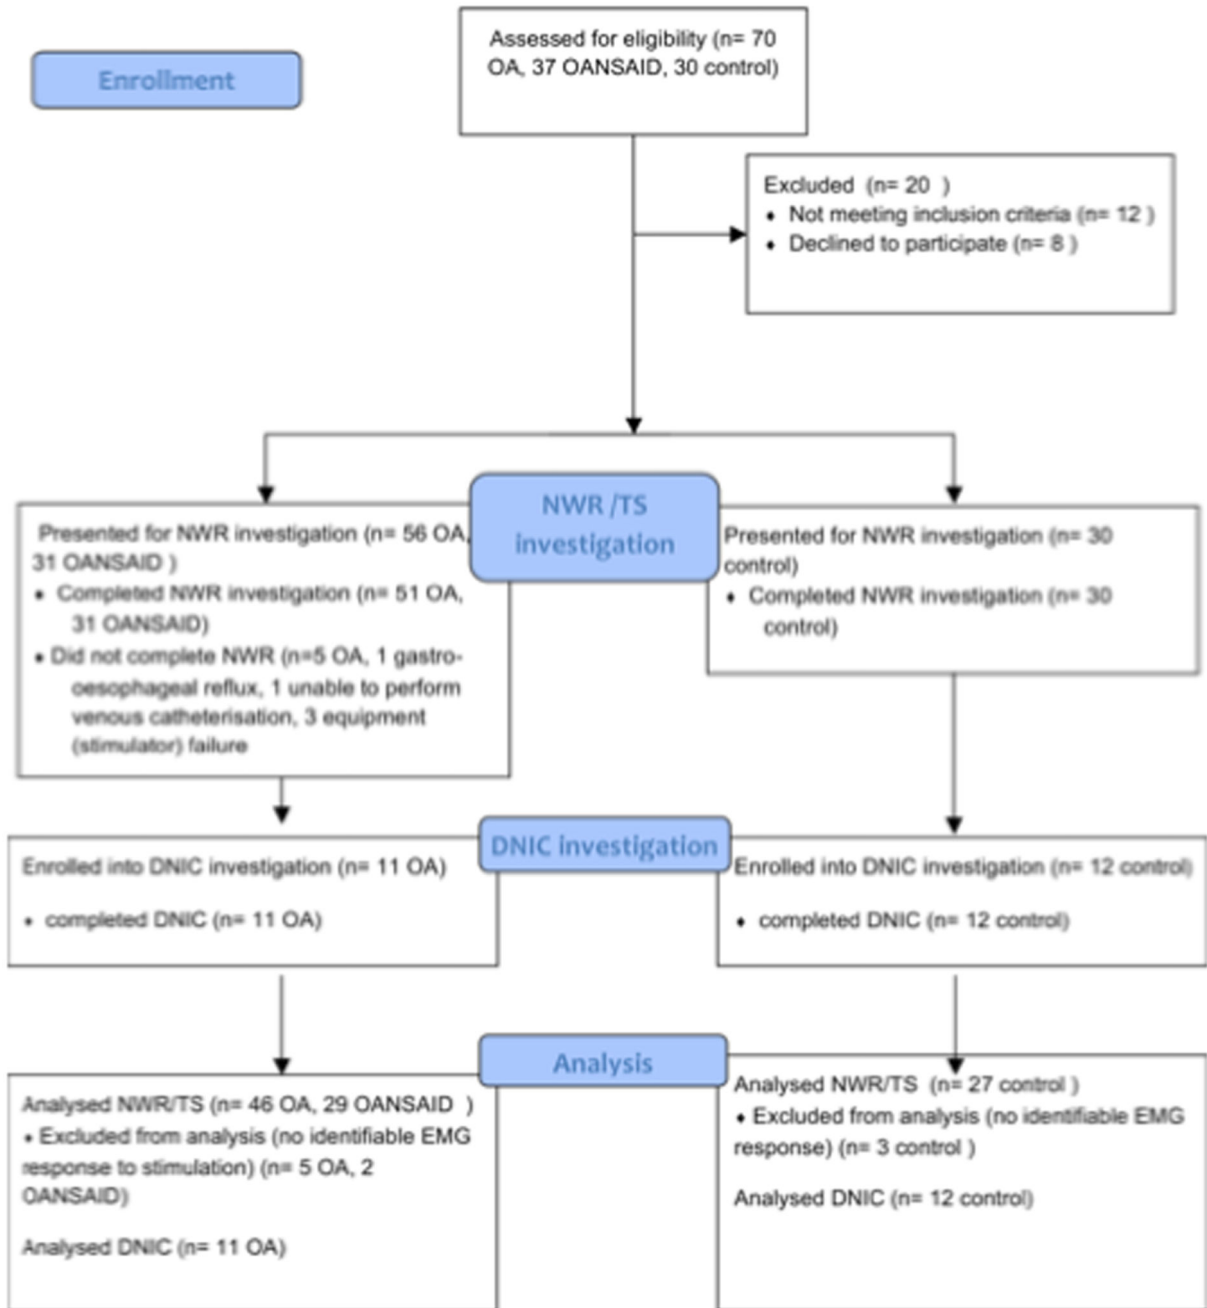 Enrollment
Assessed for eligibility (n= 70
OA, 37 OANSAID, 30 control)
Excluded (n= 20 )
♦ Not meeting inclusion criteria (n= 12 )
♦ Declined to participate (n= 8 )
NWR /TS
investigation
Presented for NWR investigation (n= 56 OA,
31 OANSAID )
• Completed NWR investigation (n= 51 OA,
31 OANSAID)
• Did not complete NWR (n=5 OA, 1 gastro-
oesophageal reflux, 1 unable to perform
venous catheterisation, 3 equipment
(stimulator) failure
Presented for NWR investigation (n= 30
control)
♦ Completed NWR investigation (n= 30
control)
DNIC investigation
Enrolled into DNIC investigation (n= 11 OA)
• completed DNIC (n= 11 OA)
Enrolled into DNIC investigation (n= 12 control)
♦ completed DNIC (n= 12 control)
Analysis
Analysed NWR/TS (n= 46 OA, 29 OANSAID )
• Excluded from analysis (no identifiable EMG
response to stimulation) (n= 5 OA, 2
OANSAID)
Analysed DNIC (n= 11 OA)
Analysed NWR/TS (n= 27 control )
♦ Excluded from analysis (no identifiable EMG
response) (n= 3 control )
Analysed DNIC (n= 12 control)